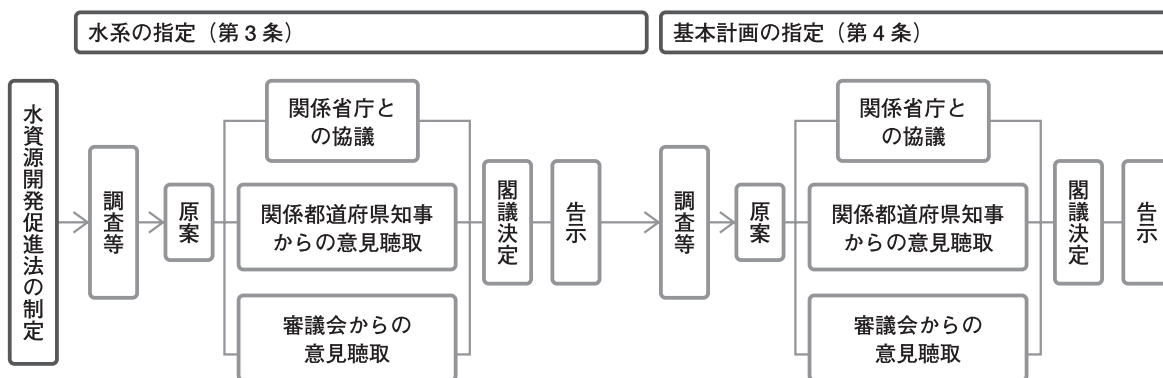 水系の指定（第3条）
基本計画の指定（第4条）
水資源開発促進法の制定
調査等
原案
関係省庁と
の協議
関係都道府県知事
からの意見聴取
審議会からの
意見聴取
閣議決定
告示
調査等
原案
関係省庁と
の協議
関係都道府県知事
からの意見聴取
審議会からの
意見聴取
閣議決定
告示